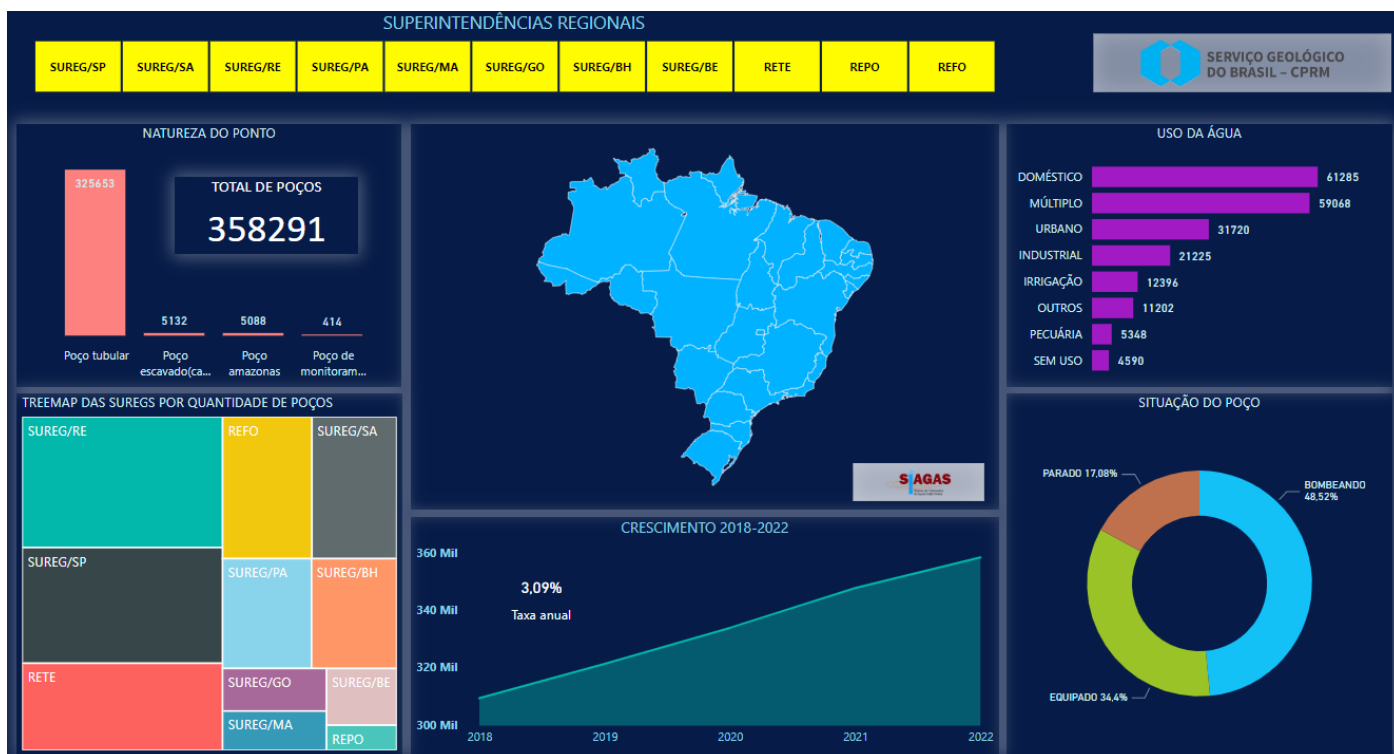 SUPERINTENDÊNCIAS REGIONAIS
SUREG/SP SUREG/SA SUREG/RE SUREG/PA SUREG/MA SUREG/GO SUREG/BH SUREG/BE RETE REPO REFO
SERVIÇO GEOLÓGICO
DO BRASIL – CPRM
NATUREZA DO PONTO
325653
TOTAL DE POÇOS
358291
5132 5088 414
Poço tubular
Poço escavado(ca...
Poço amazonas
Poço de monitoram...
USO DA ÁGUA
DOMÉSTICO 61285
MÚLTIPLO 59068
URBANO 31720
INDUSTRIAL 21225
IRRIGAÇÃO 12396
OUTROS 11202
PECUÁRIA 5348
SEM USO 4590
SIAGAS
TREEMAP DAS SUREGS POR QUANTIDADE DE POÇOS
SUREG/RE
REFO
SUREG/SA
SUREG/SP
SUREG/PA
SUREG/BH
RETE
SUREG/GO
SUREG/BE
SUREG/MA
REPO
CRESCIMENTO 2018-2022
360 Mil
3,09%
Taxa anual
340 Mil
320 Mil
300 Mil
2018 2019 2020 2021 2022
SITUAÇÃO DO POÇO
PARADO 17,08%
BOMBEANDO
48,52%
EQUIPADO 34,4%